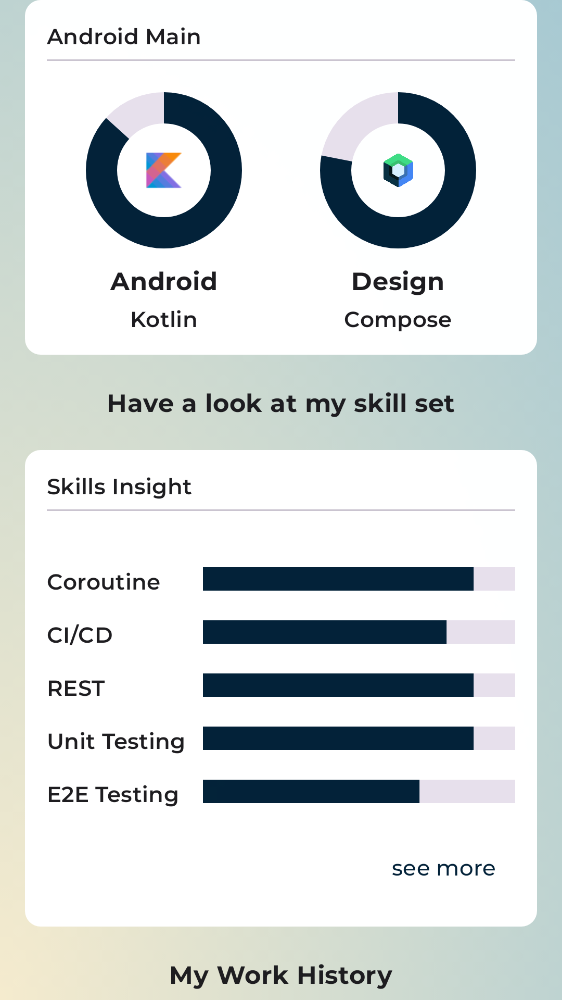 Android Main
Android
Design
Kotlin
Compose
Have a look at my skill set
Skills Insight
Coroutine
CI/CD
REST
Unit Testing
E2E Testing
see more
My Work History